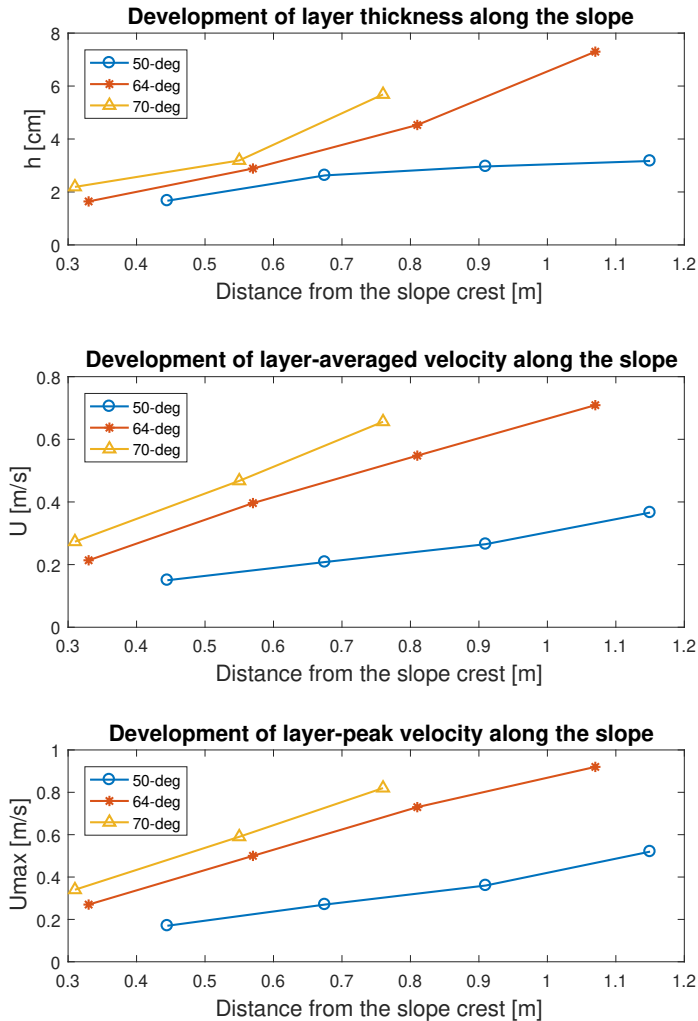 Development of layer thickness along the slope
8
6
4
2
0
h [cm]
50-deg
64-deg
70-deg
0.3 0.4 0.5 0.6 0.7 0.8 0.9 1 1.1 1.2
Distance from the slope crest [m]
Development of layer-averaged velocity along the slope
0.8
0.6
0.4
0.2
0
U [m/s]
50-deg
64-deg
70-deg
0.3 0.4 0.5 0.6 0.7 0.8 0.9 1 1.1 1.2
Distance from the slope crest [m]
Development of layer-peak velocity along the slope
1
0.8
0.6
0.4
0.2
0
Umax [m/s]
50-deg
64-deg
70-deg
0.3 0.4 0.5 0.6 0.7 0.8 0.9 1 1.1 1.2
Distance from the slope crest [m]